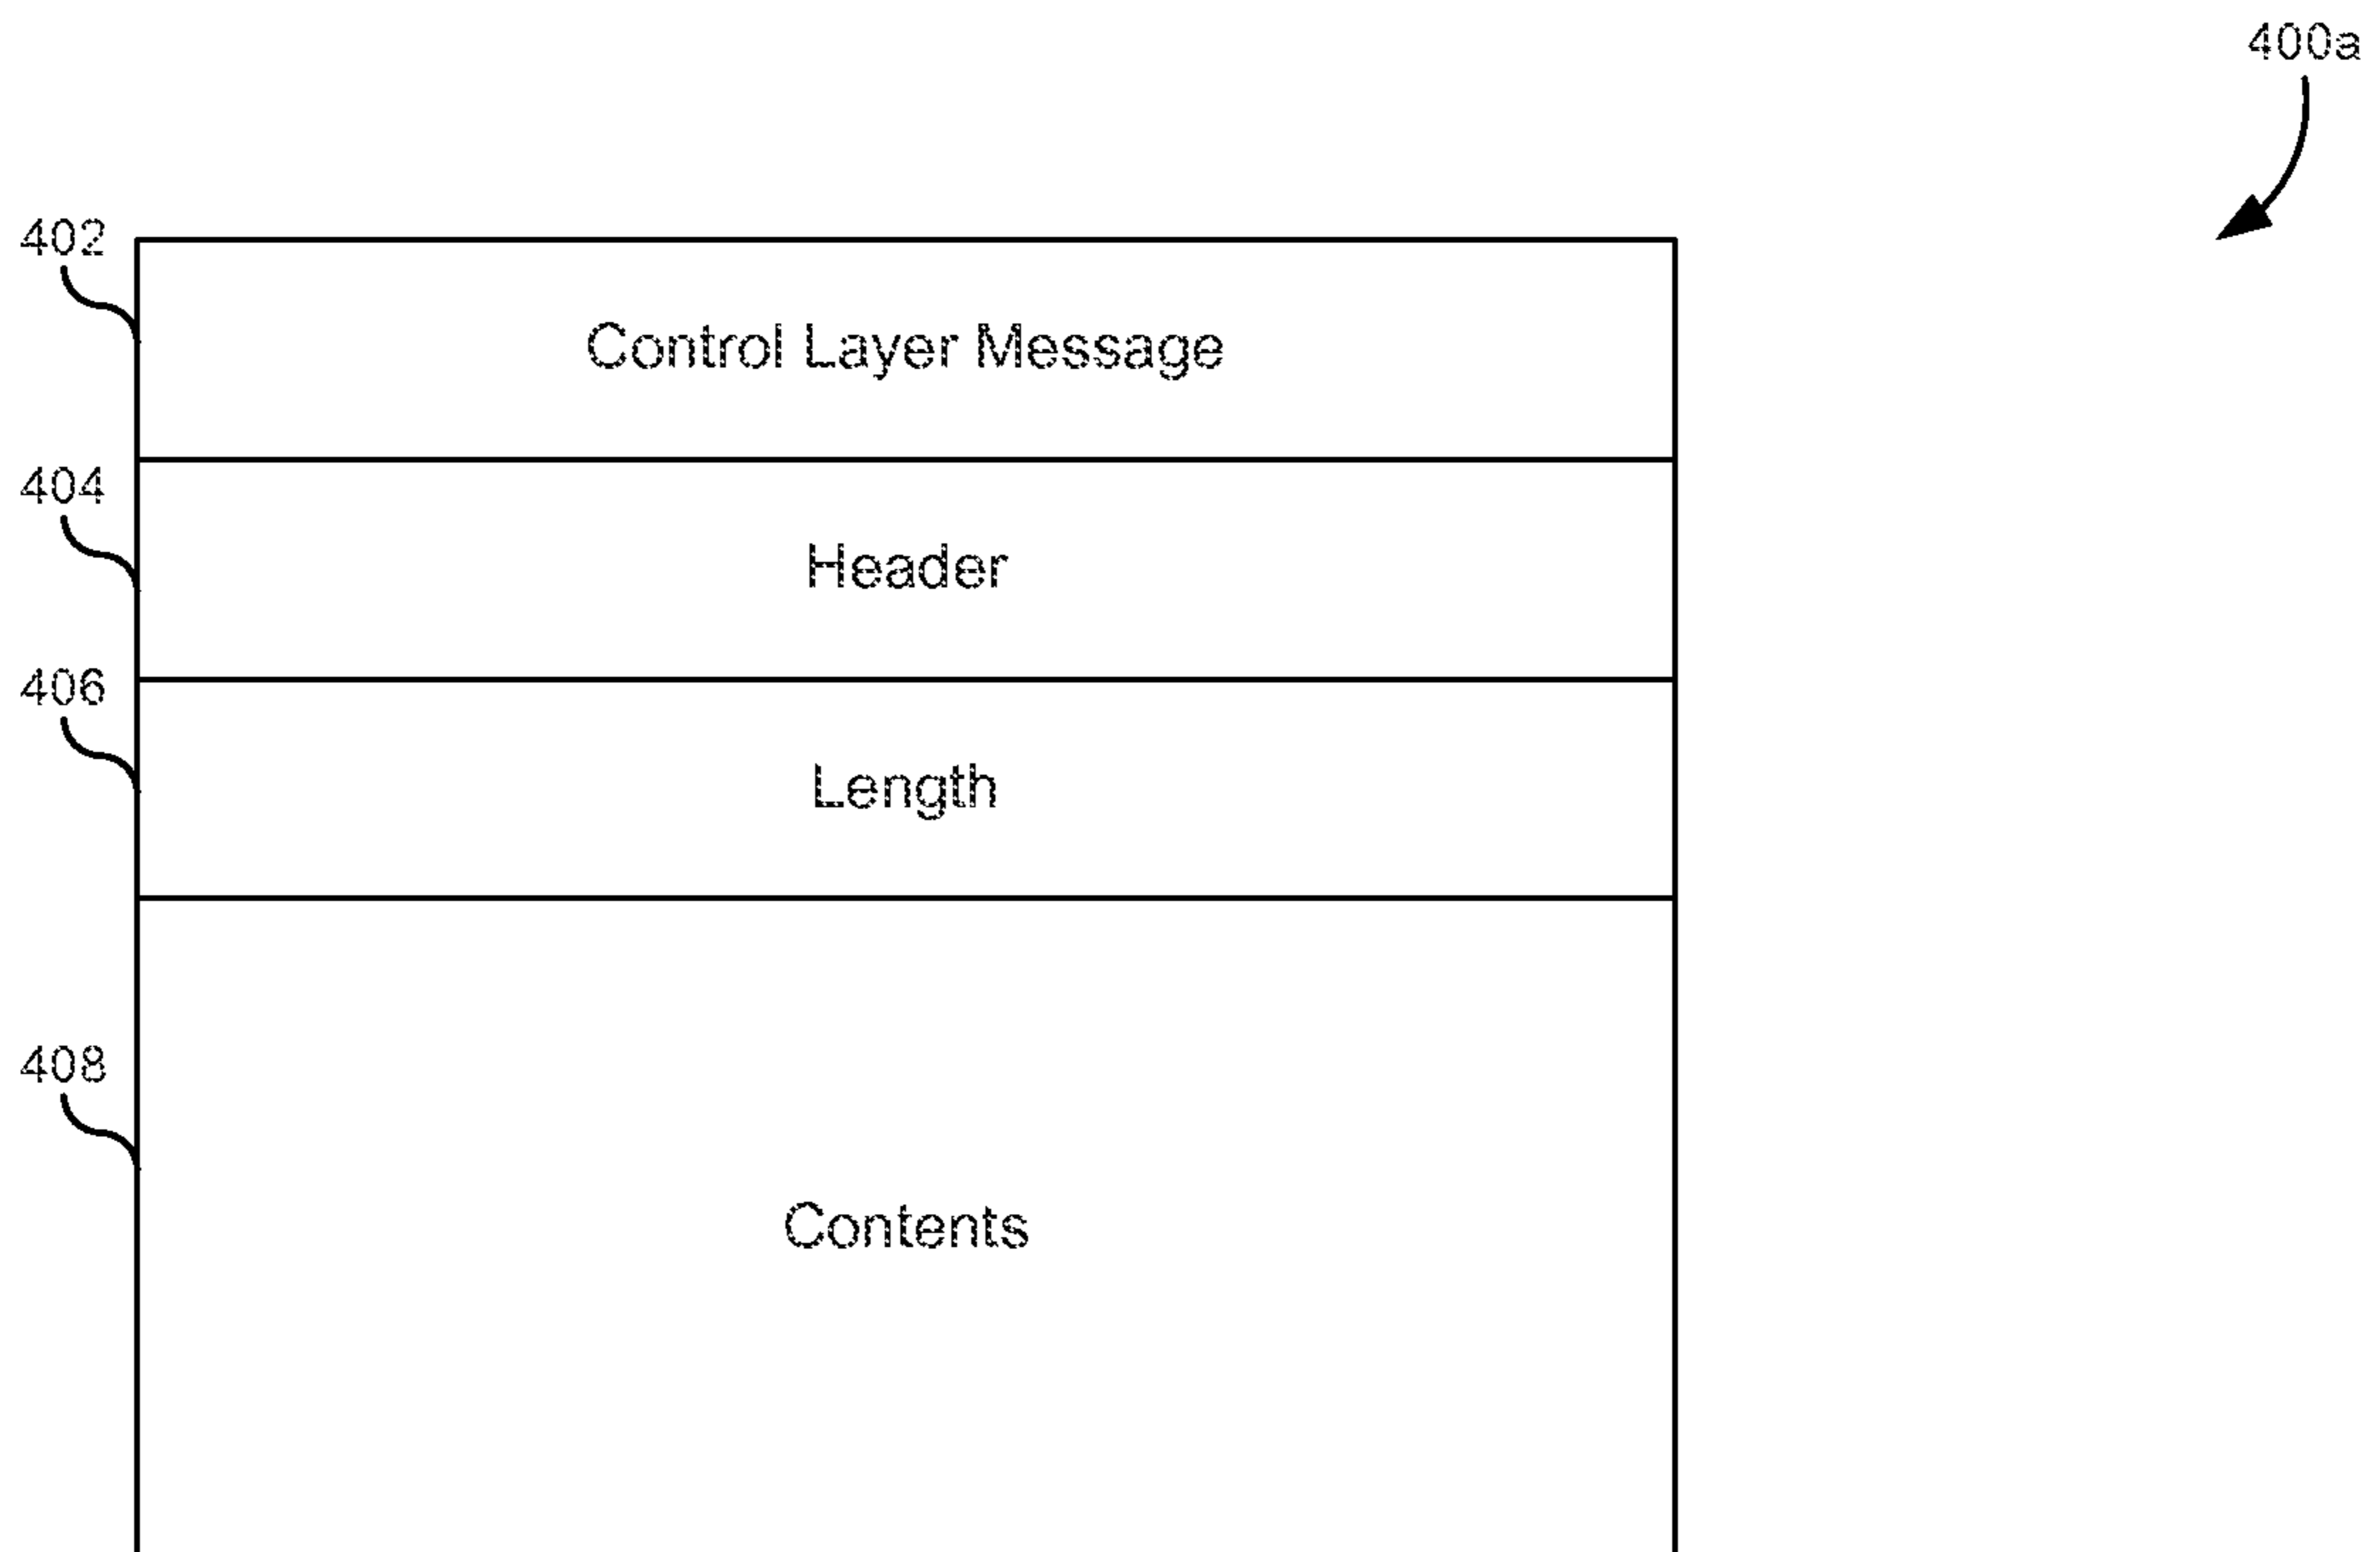 400a
402
Control Layer Message
404
Header
406
Length
408
Contents